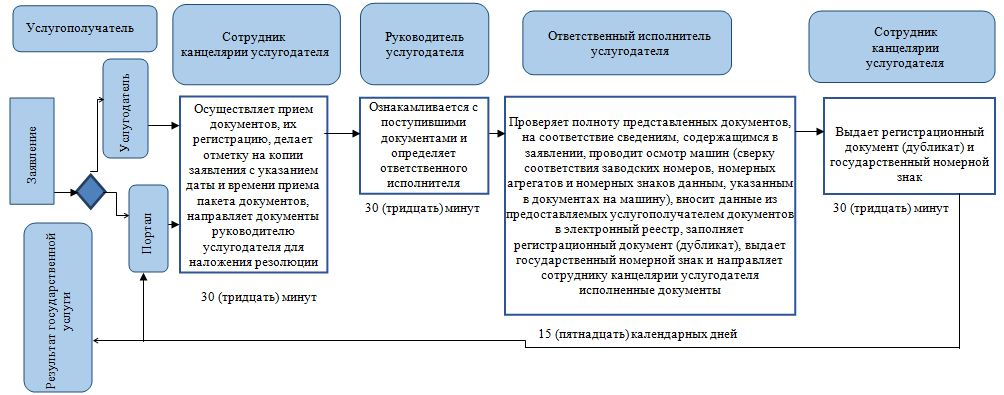 Услугополучатель
Сотрудник
канцелярии услугодателя
Руководитель
услугодателя
Ответственный исполнитель
услугодателя
Сотрудник
канцелярии
услугодателя
Заявление
Услугодатель
Портал
Результат государственной
услуги
Осуществляет прием
документов, их
регистрацию, делает
отметку на копии
заявления с указанием
даты и времени приема
пакета документов,
направляет документы
руководителю
услугодателя для
наложения резолюции
30 (тридцать) минут
Ознакамливается с
поступившими
документами и
определяет
ответственного
исполнителя
30 (тридцать) минут
Проверяет полноту представленных документов,
на соответствие сведениям, содержащимся в
заявлении, проводит осмотр машин (сверку
соответствия заводских номеров, номерных
агрегатов и номерных знаков данным, указанным
в документах на машину), вносит данные из
предоставляемых услугополучателем документов
в электронный реестр, заполняет
регистрационный документ (дубликат), выдает
государственный номерной знак и направляет
сотруднику канцелярии услугодателя
исполненные документы
15 (пятнадцать) календарных дней
Выдает регистрационный
документ (дубликат) и
государственный номерной
знак
30 (тридцать) минут